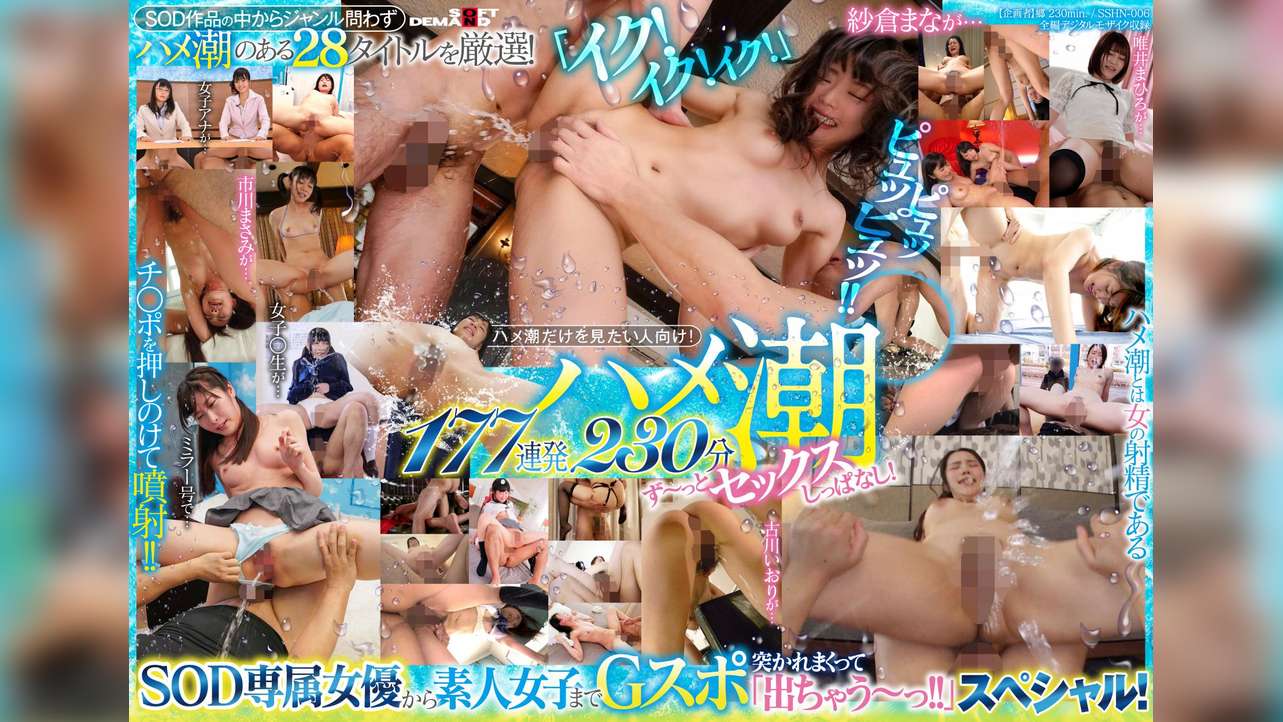 SOD作品の中からジャンル問わず
SOFT ON DEMAND
ハメ潮のある28タイトルを厳選!
「イク!
イク!イク!」
紗倉まなが…
【企画者】郷 230min. / SSHN-006
全編デジタルモザイク収録
唯井まひろが…
女子アナが…
市川まさみが…
女子〇生が…
ミラー号で…
チ〇ポを押しのけて噴射!!
ピュッピュッピュッ!!
ハメ潮だけを見たい人向け!
ハメ潮
177連発.230分
ず〜っとセックスしっぱなし!
ハメ潮とは女の射精である
古川いおりが…
SOD専属女優から素人女子までGスポ突かれまくって「出ちゃう〜っ!!」スペシャル!